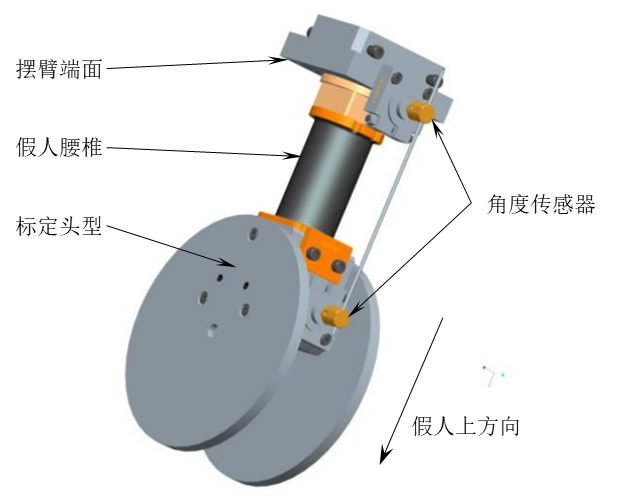 摆臂端面
假人腰椎
角度传感器
标定头型
假人上方向